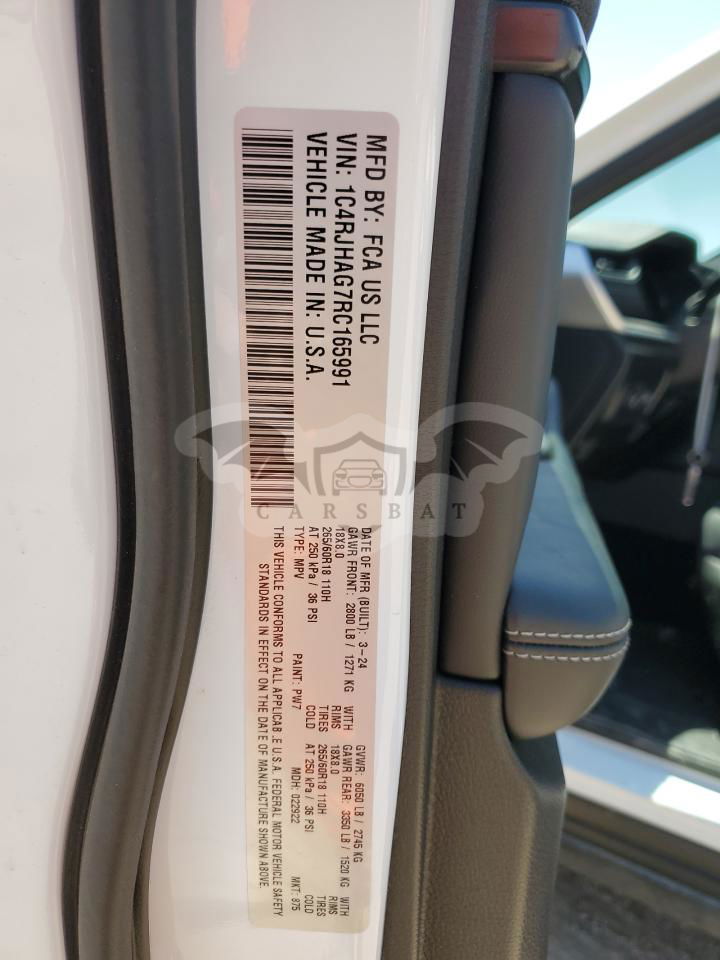 MFD BY: FCA US LLC
VIN: 1C4RJHAG7RC165991
VEHICLE MADE IN: U.S.A.
CARSBAT
DATE OF MFR (BUILT): 3-24 GVWR: 6050 LB / 2745 KG
GAWR FRONT: 2800 LB / 1271 KG WITH GAWR REAR: 3350 LB / 1520 KG WITH
18X8.0 RIMS 18X8.0 RIMS
265/60R18 110H TIRES 265/60R18 110H TIRES
AT 250 kPa / 36 PSI COLD AT 250 kPa / 36 PSI COLD
TYPE: MPV PAINT: PW7 MDH: 022922 MKT: 875
THIS VEHICLE CONFORMS TO ALL APPLICAB.E U.S.A. FEDERAL MOTOR VEHICLE SAFETY
STANDARDS IN EFFECT ON THE DATE OF MANUFACTURE SHOWN ABOVE.